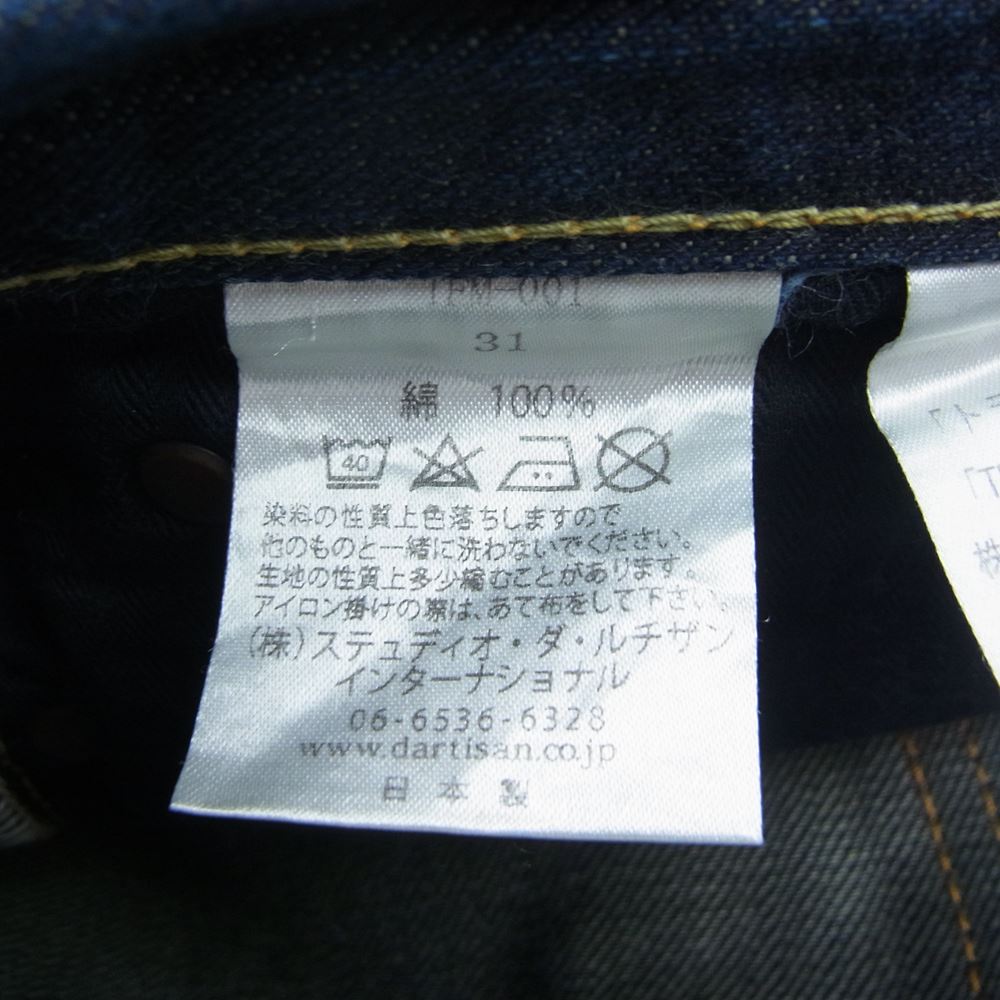 31
綿 100%
40
染料の性質上色落ちしますので
他のものと一緒に洗わないでください。
生地の性質上多少縮むことがあります。
アイロン掛けの際は、あて布をして下さい。
(株)ステュディオ・ダ・ルチザン
インターナショナル
06-6536-6328
www.dartisan.co.jp
日本製
「ト
「T
株